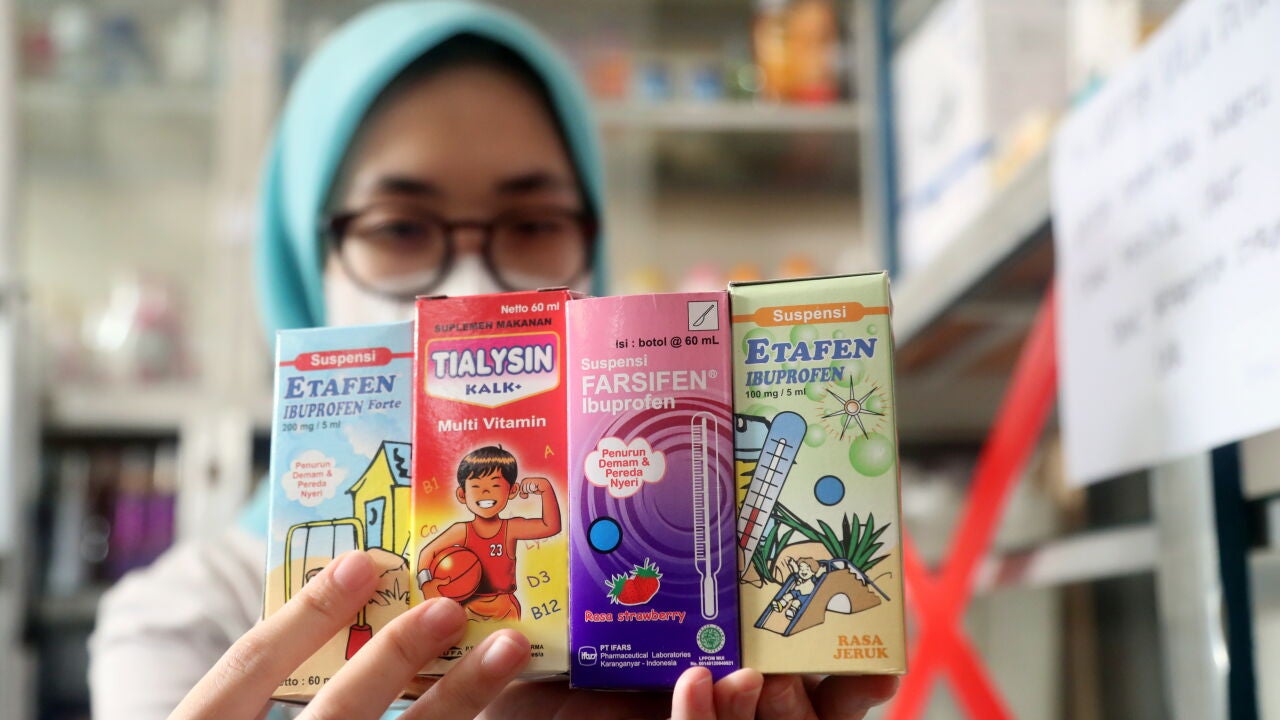 Suspensi
ETAFEN
IBUPROFEN Forte
200 mg / 5 ml
Penurun
Demam &
Pereda
Nyeri
Netto 60 ml
SUPLEMEN MAKANAN
TIALYSIN
KALK+
Multi Vitamin
A
B1
Ca
23
D3
B12
Isi : botol @ 60 mL
Suspensi
FARSIFEN®
Ibuprofen
Penurun
Demam &
Pereda
Nyeri
Rasa strawberry
PT IFARS
Pharmaceutical Laboratories
Karanganyar - Indonesia
LPPOM MUI
Suspensi
ETAFEN
IBUPROFEN
100 mg / 5 ml
RASA
JERUK